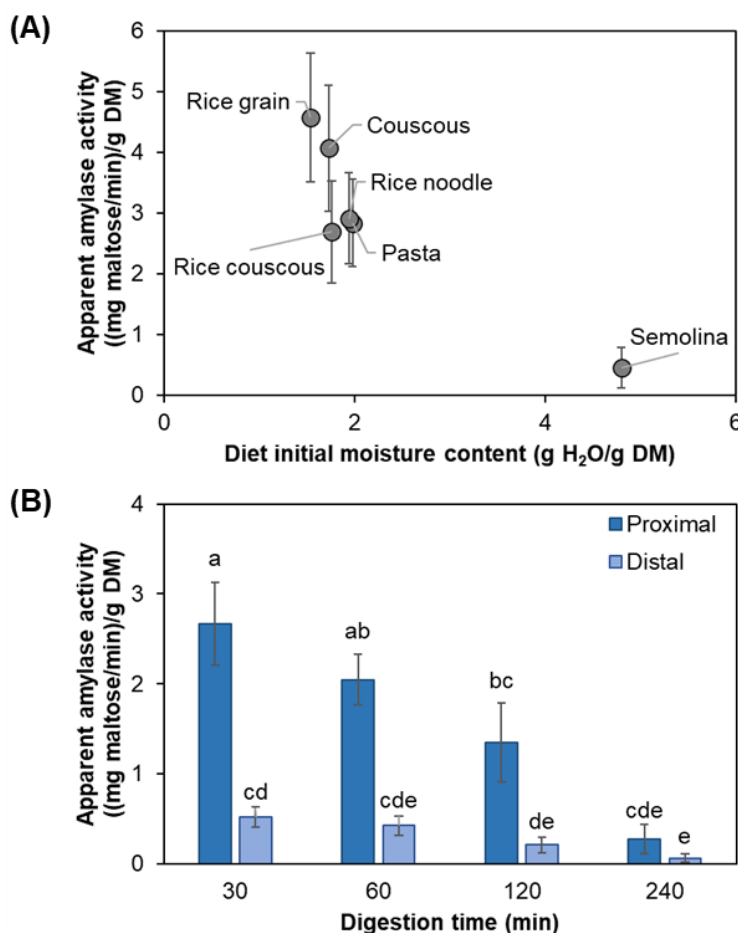 (A)
Apparent amylase activity
((mg maltose/min)/g DM)
6
5
4
3
2
1
0
Rice grain
Couscous
Rice noodle
Rice couscous
Pasta
Semolina
0 2 4 6
Diet initial moisture content (g H₂O/g DM)
(B)
Apparent amylase activity
((mg maltose/min)/g DM)
4
3
2
1
0
Proximal
Distal
a
ab
bc
cd
cde
de
cde
e
30 60 120 240
Digestion time (min)